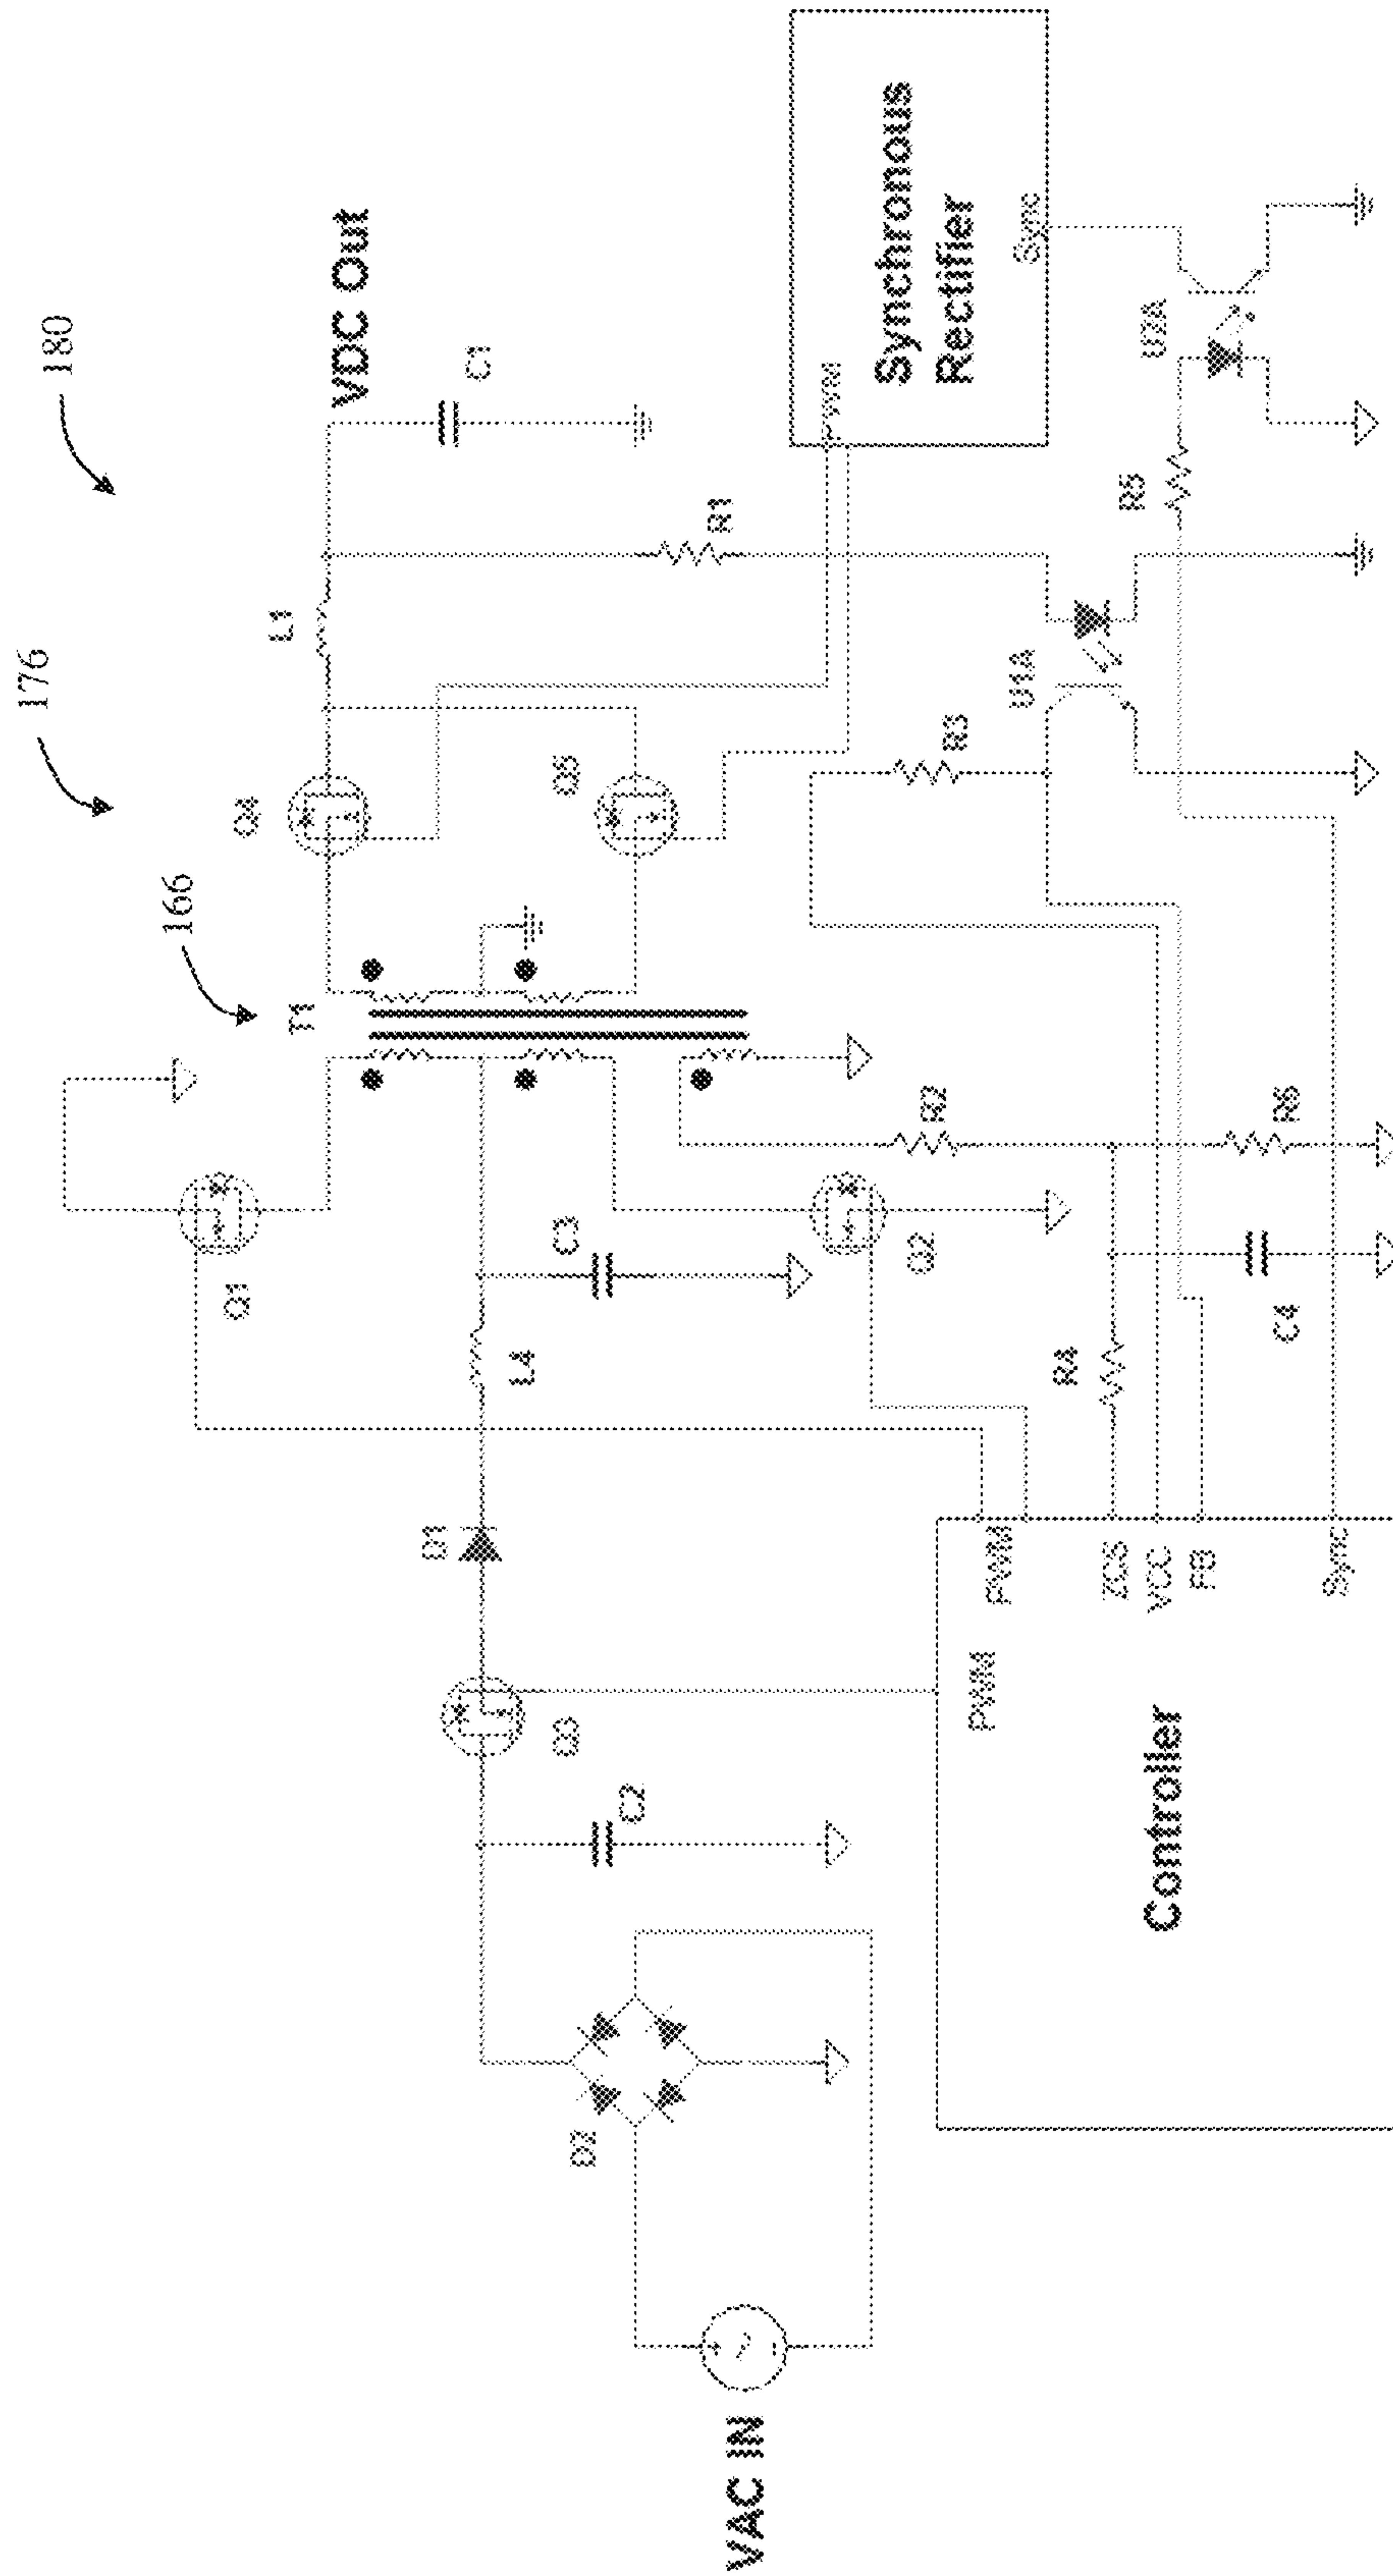 180
176
166
VDC Out
L1
C1
Q4
Q5
T1
Q1
R1
Synchronous
Rectifier
PWM
Sync
D1
L4
C3
Q2
R2
R3
U1A
U2A
R5
Q3
C2
D2
R4
R6
C4
VAC IN
PWM
PWM
ZCS
VCC
FB
Sync
Controller